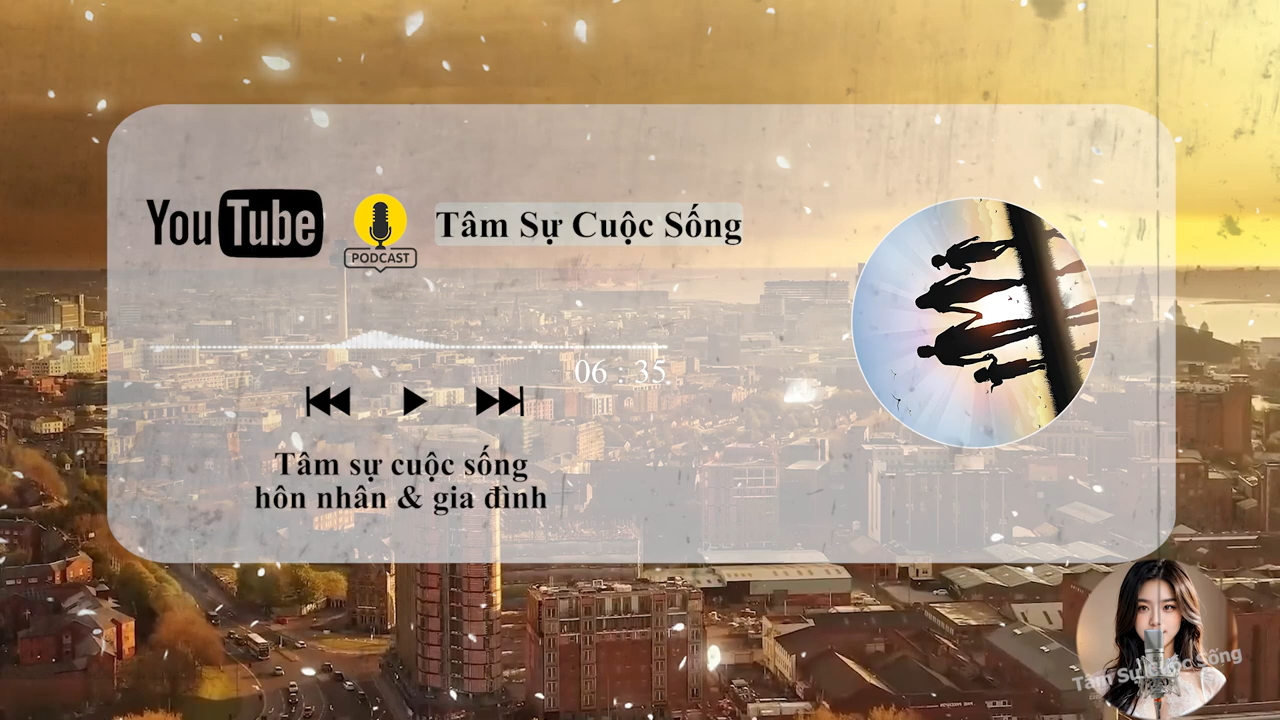 YouTube
PODCAST
Tâm Sự Cuộc Sống
06 : 35
Tâm sự cuộc sống
hôn nhân & gia đình
Tâm Sự Cuộc Sống